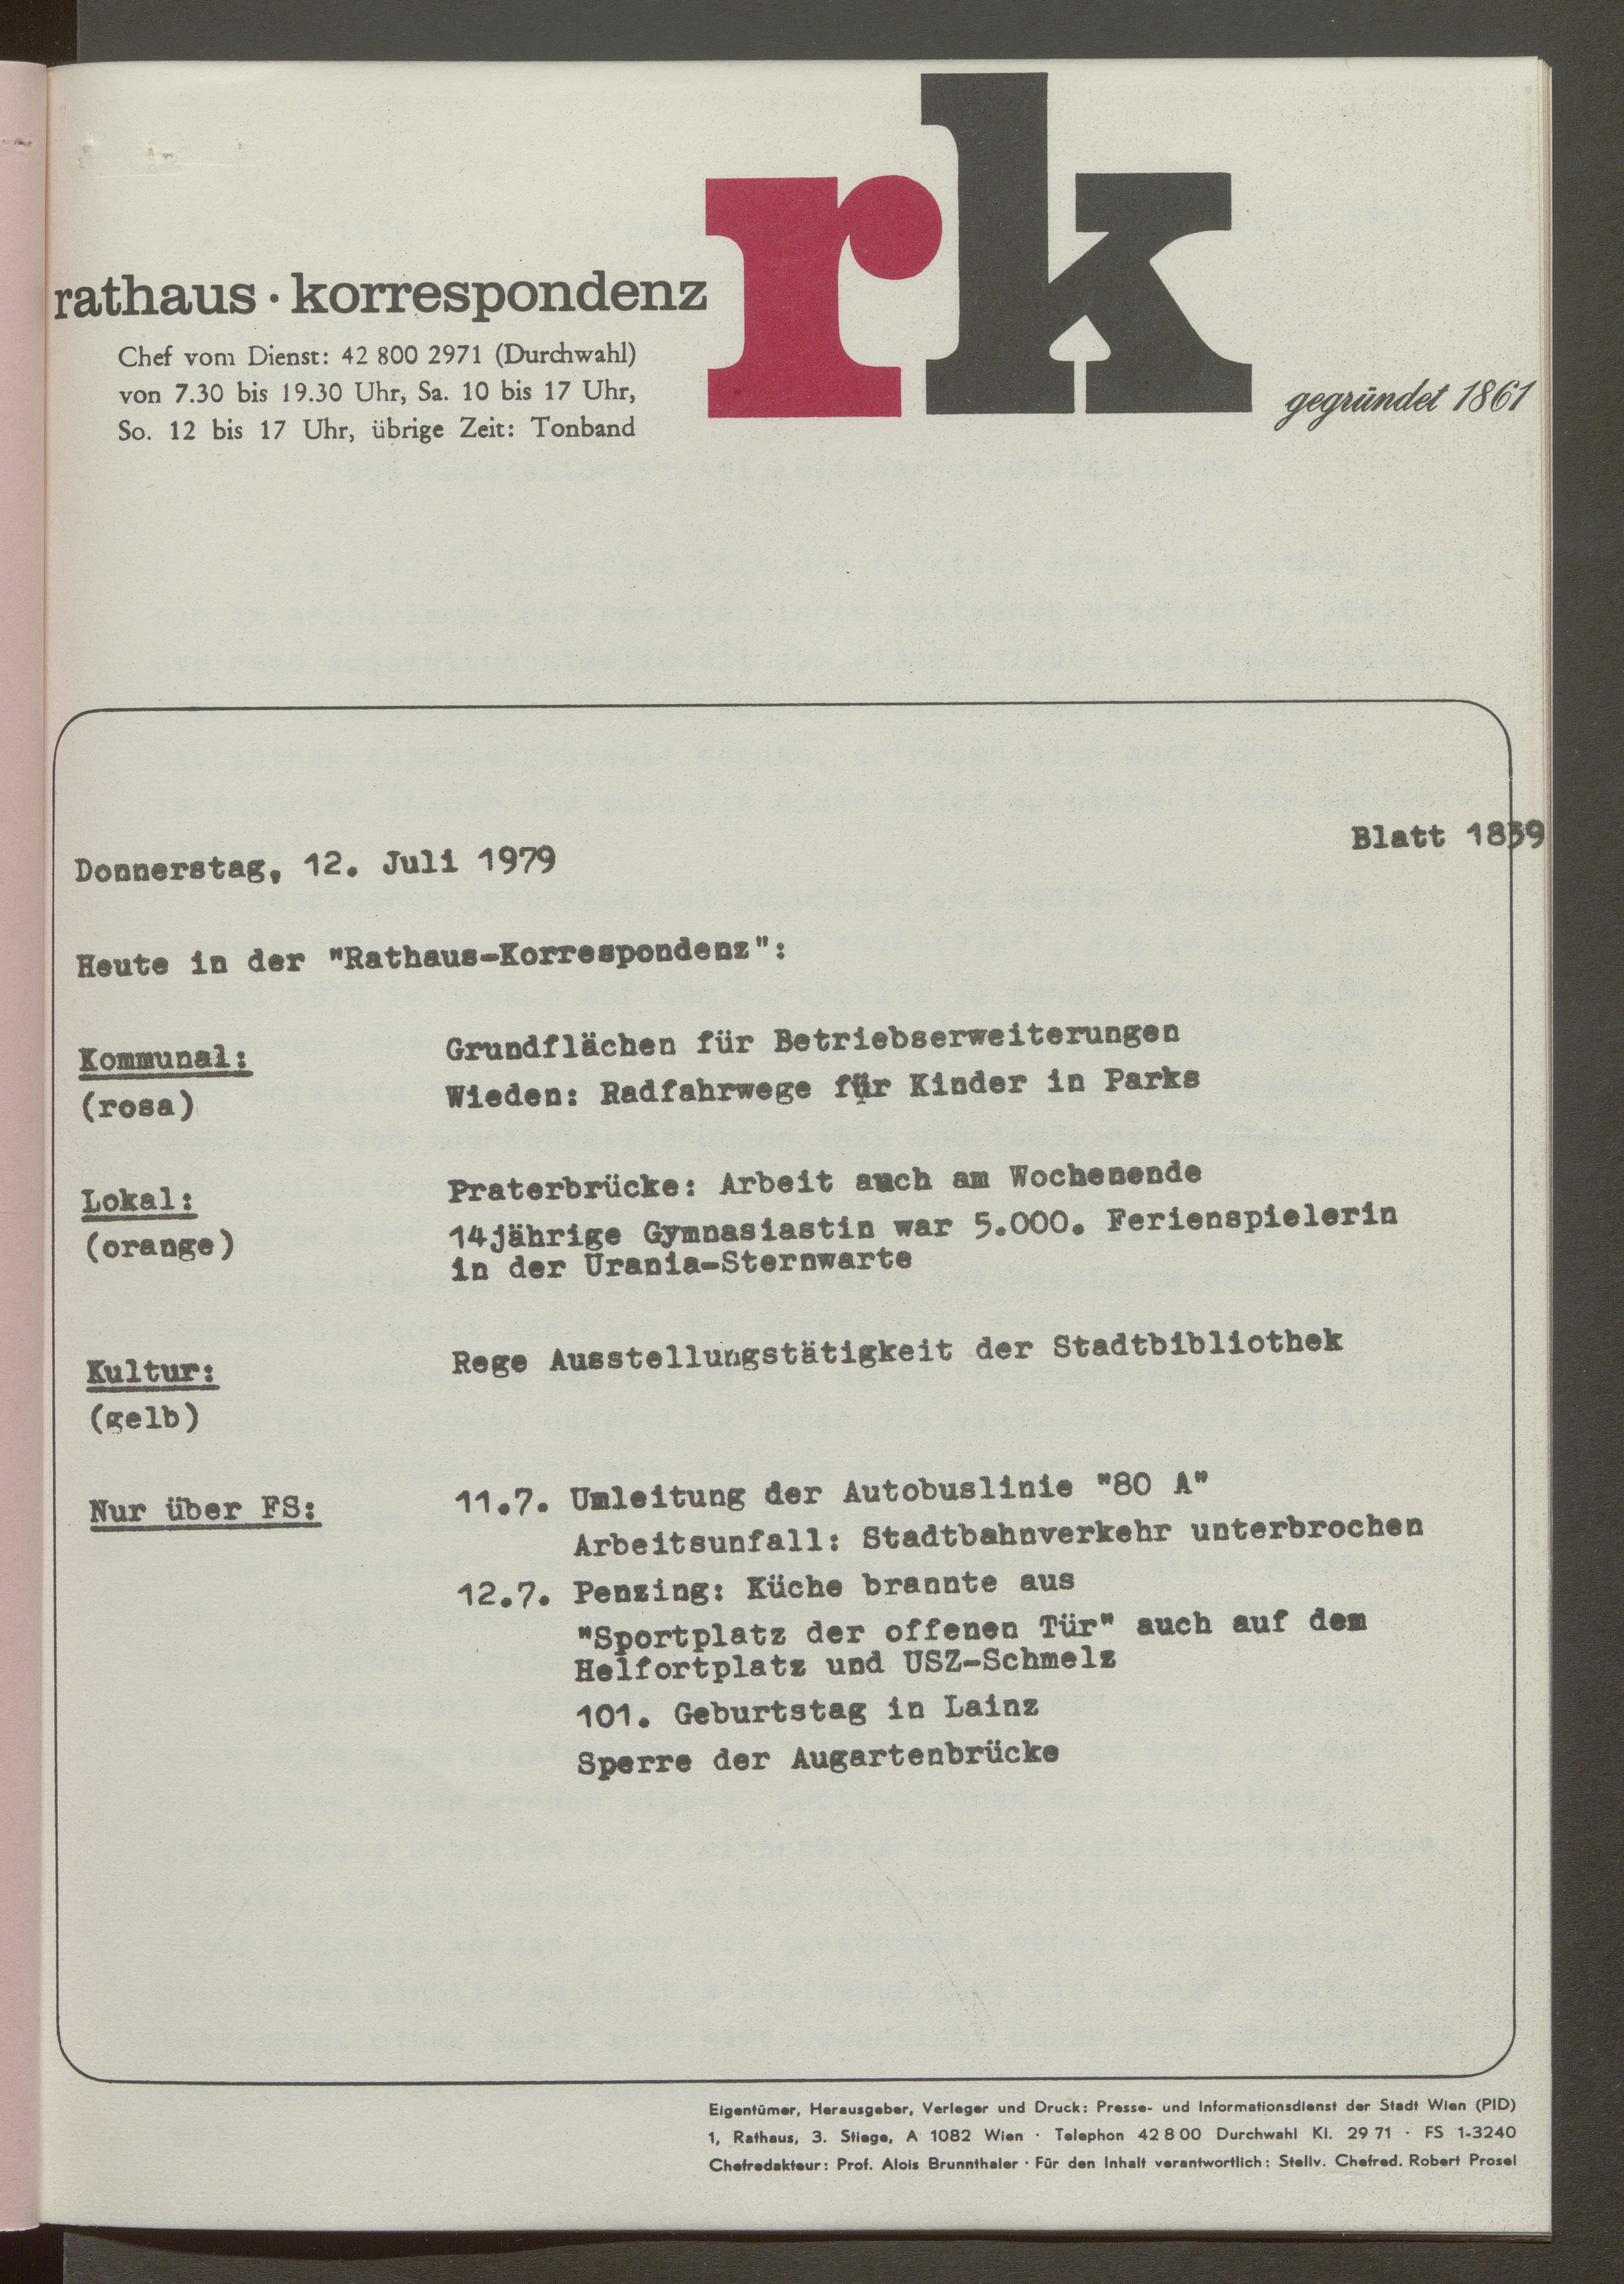 rk
rathaus · korrespondenz
Chef vom Dienst: 42 800 2971 (Durchwahl)
von 7.30 bis 19.30 Uhr, Sa. 10 bis 17 Uhr,
So. 12 bis 17 Uhr, übrige Zeit: Tonband
gegründet 1861
Blatt 1839
Donnerstag, 12. Juli 1979
Heute in der "Rathaus-Korrespondenz":
Kommunal: Grundflächen für Betriebserweiterungen
(rosa) Wieden: Radfahrwege für Kinder in Parks
Lokal: Praterbrücke: Arbeit auch am Wochenende
(orange) 14jährige Gymnasiastin war 5.000. Ferienspielerin
in der Urania-Sternwarte
Kultur: Rege Ausstellungstätigkeit der Stadtbibliothek
(gelb)
Nur über FS: 11.7. Umleitung der Autobuslinie "80 A"
Arbeitsunfall: Stadtbahnverkehr unterbrochen
12.7. Penzing: Küche brannte aus
"Sportplatz der offenen Tür" auch auf dem
Helfortplatz und USZ-Schmelz
101. Geburtstag in Lainz
Sperre der Augartenbrücke
Eigentümer, Herausgeber, Verleger und Druck: Presse- und Informationsdienst der Stadt Wien (PID)
1, Rathaus, 3. Stiege, A 1082 Wien · Telephon 42 8 00 Durchwahl Kl. 29 71 · FS 1-3240
Chefredakteur: Prof. Alois Brunnthaler · Für den Inhalt verantwortlich: Stellv. Chefred. Robert Prosel